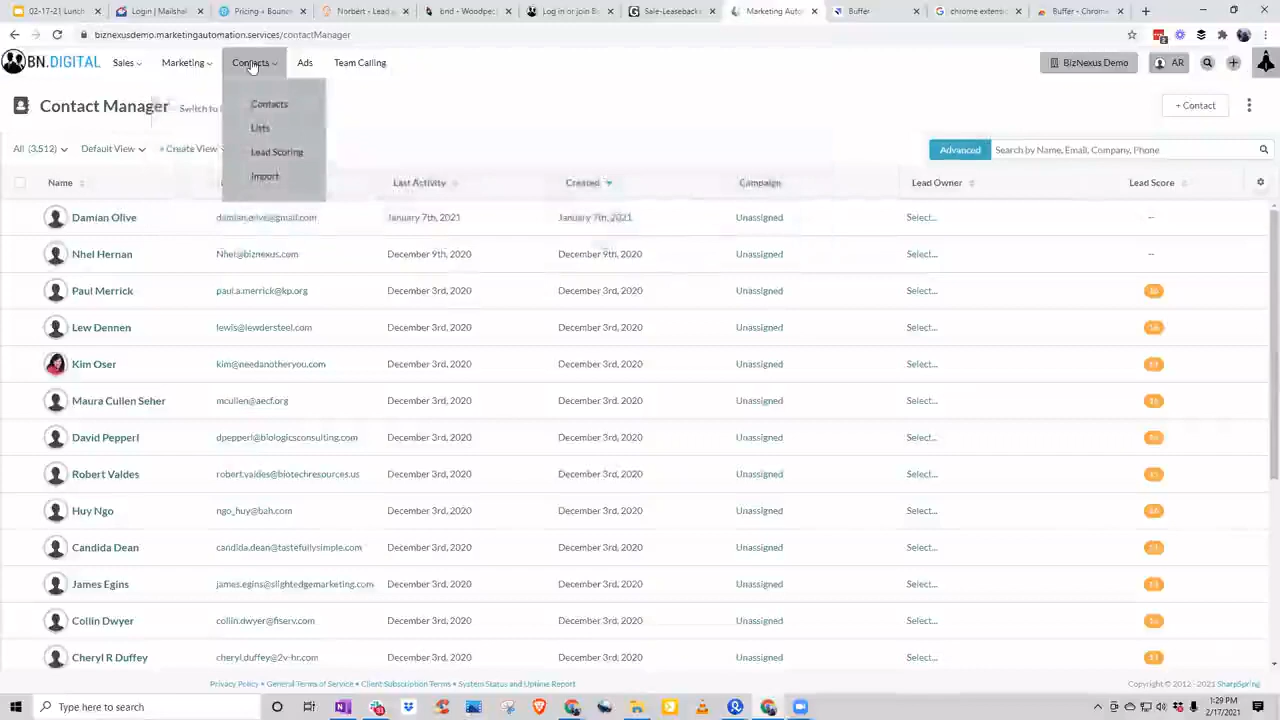 02-17-21 Lunch
Login | Mailshak
Pricing - Bounce
Norbert - Lead
bnd - Woodpec
Log in or join B
Sale-Leaseback
Marketing Auto
Buffer
chrome extensi
Buffer - Chrom
biznexusdemo.marketingautomation.services/contactManager
BN.DIGITAL
Sales
Marketing
Contacts
Ads
Team Calling
BizNexus Demo
AR
Contact Manager
Switch to
+ Contact
Contacts
Lists
Lead Scoring
Import
All (3,512)
Default View
+ Create View
Advanced
Search by Name, Email, Company, Phone
Name Last Activity Created Campaign Lead Owner Lead Score
Damian Olive damian.olive@gmail.com January 7th, 2021 January 7th, 2021 Unassigned Select... --
Nhel Hernan Nhel@biznexus.com December 9th, 2020 December 9th, 2020 Unassigned Select... --
Paul Merrick paul.a.merrick@kp.org December 3rd, 2020 December 3rd, 2020 Unassigned Select...
Lew Dennen lewis@lewdersteel.com December 3rd, 2020 December 3rd, 2020 Unassigned Select...
Kim Oser kim@needanotheryou.com December 3rd, 2020 December 3rd, 2020 Unassigned Select...
Maura Cullen Seher mcullen@aecf.org December 3rd, 2020 December 3rd, 2020 Unassigned Select...
David Pepperl dpepperl@biologicsconsulting.com December 3rd, 2020 December 3rd, 2020 Unassigned Select...
Robert Valdes robert.valdes@biotechresources.us December 3rd, 2020 December 3rd, 2020 Unassigned Select...
Huy Ngo ngo_huy@bah.com December 3rd, 2020 December 3rd, 2020 Unassigned Select...
Candida Dean candida.dean@tastefullysimple.com December 3rd, 2020 December 3rd, 2020 Unassigned Select...
James Egins james.egins@slightedgemarketing.com December 3rd, 2020 December 3rd, 2020 Unassigned Select...
Collin Dwyer collin.dwyer@fiserv.com December 3rd, 2020 December 3rd, 2020 Unassigned Select...
Cheryl R Duffey cheryl.duffey@2v-hr.com December 3rd, 2020 December 3rd, 2020 Unassigned Select...
Privacy Policy • General Terms of Service • Client Subscription Terms • System Status and Uptime Report
Copyright © 2012 - 2021 SharpSpring
Type here to search
1:29 PM
2/17/2021